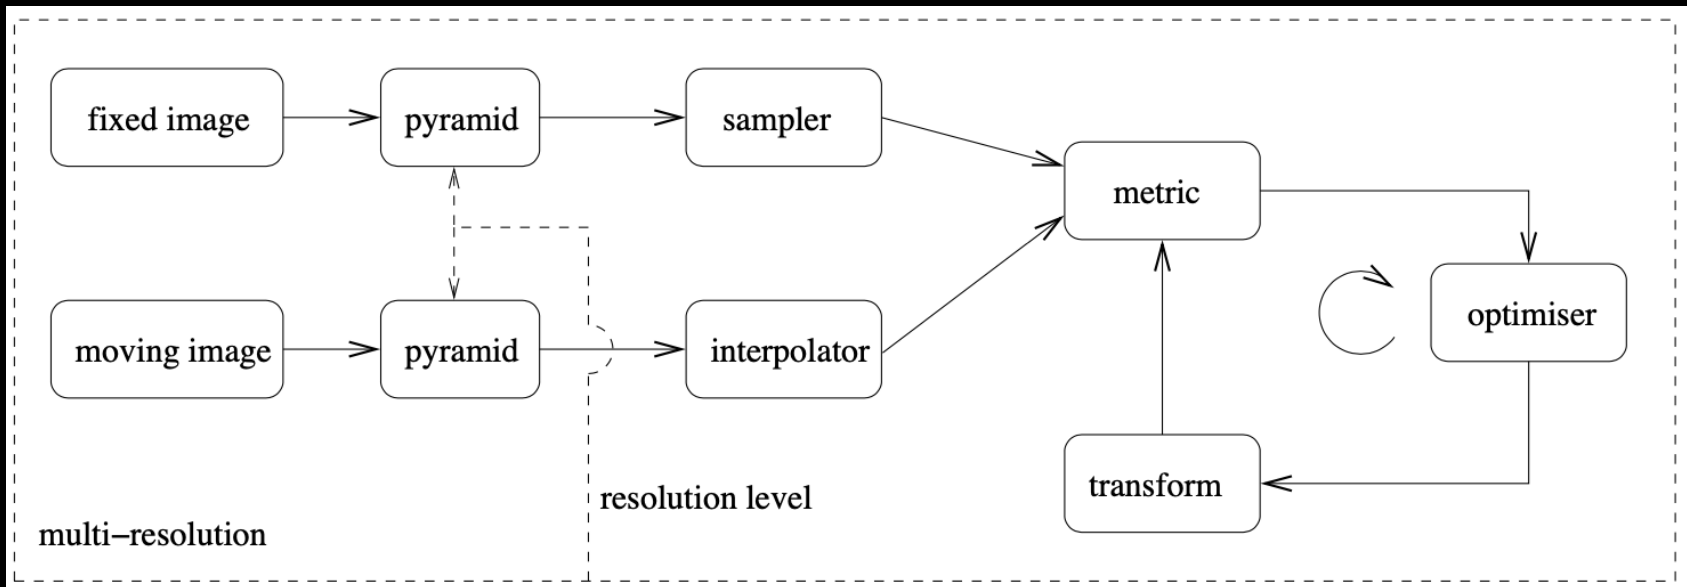 fixed image
pyramid
sampler
metric
moving image
pyramid
interpolator
optimiser
transform
resolution level
multi−resolution